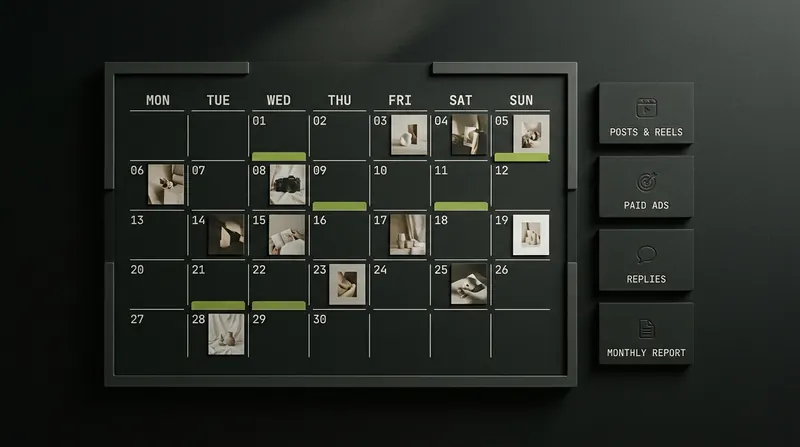 MON TUE WED THU FRI SAT SUN
01 02 03 04 05
06 07 08 09 10 11 12
13 14 15 16 17 18 19
20 21 22 23 24 25 26
27 28 29 30
POSTS & REELS
PAID ADS
REPLIES
MONTHLY REPORT